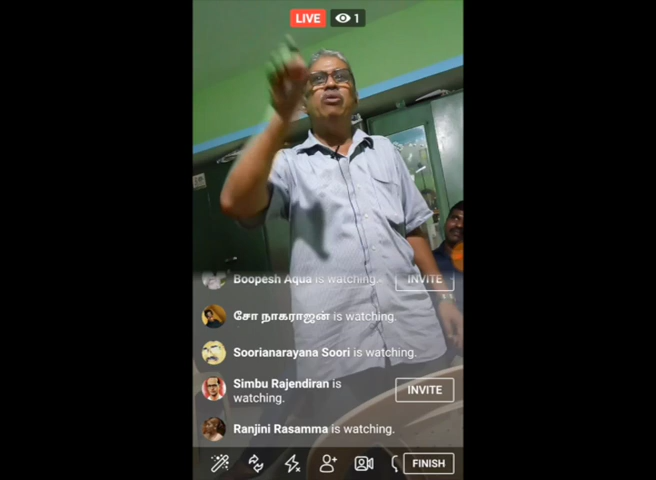 LIVE 1
Boopesh Aqua is watching. INVITE
சோ நாகராஜன் is watching.
Soorianarayana Soori is watching.
Simbu Rajendiran is
watching.
INVITE
Ranjini Rasamma is watching.
FINISH